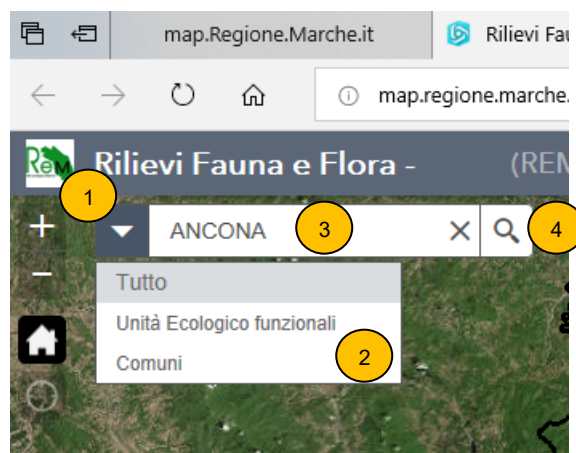 map.Regione.Marche.it
Rilievi Fau
map.regione.marche.
ReM
Rilievi Fauna e Flora - (REM
1
ANCONA
3
4
Tutto
Unità Ecologico funzionali
Comuni
2